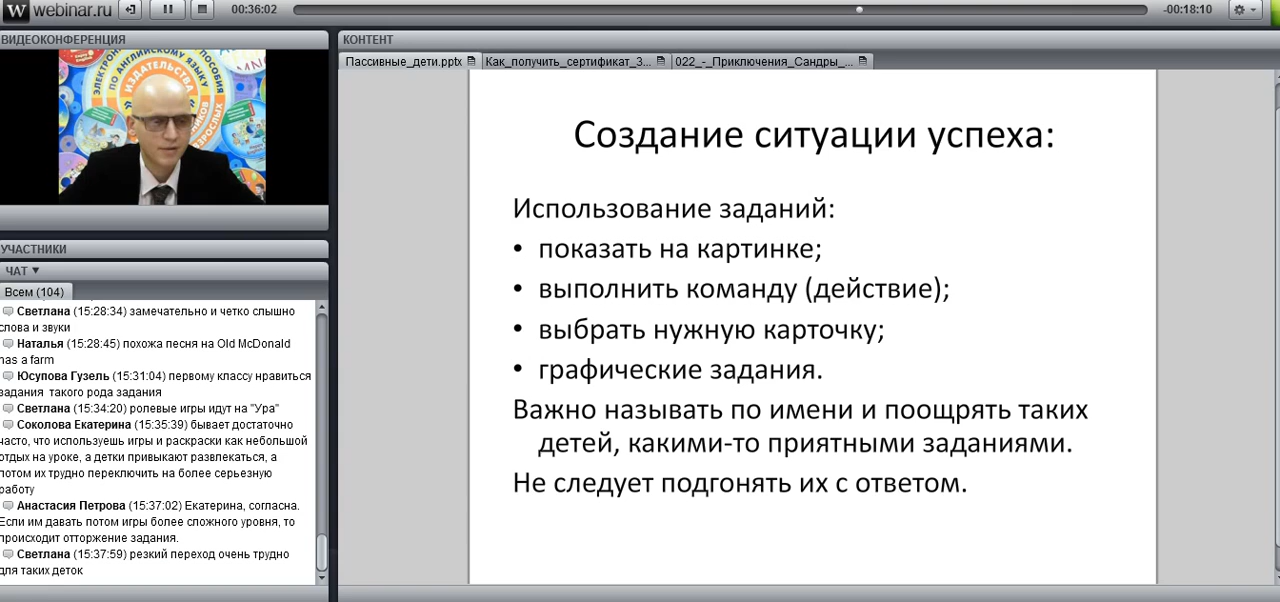 W webinar.ru
00:36:02
-00:18:10
ВИДЕОКОНФЕРЕНЦИЯ
ЭЛЕКТРОННЫЕ ПОСОБИЯ
ПО АНГЛИЙСКОМУ ЯЗЫКУ
ИЗДАТЕЛЬСТВА
УЧАСТНИКИ
ЧАТ
Всем (104)
Светлана (15:28:34) замечательно и четко слышно
слова и звуки
Наталья (15:28:45) похожа песня на Old McDonald
has a farm
Юсупова Гузель (15:31:04) первому классу нравиться
задания такого рода задания
Светлана (15:34:20) ролевые игры идут на "Ура"
Соколова Екатерина (15:35:39) бывает достаточно
часто, что используешь игры и раскраски как небольшой
отдых на уроке, а детки привыкают развлекаться, а
потом их трудно переключить на более серьезную
работу
Анастасия Петрова (15:37:02) Екатерина, согласна.
Если им давать потом игры более сложного уровня, то
происходит отторжение задания.
Светлана (15:37:59) резкий переход очень трудно
для таких деток
КОНТЕНТ
Пассивные_дети.pptx
Как_получить_сертификат_З...
022_-_Приключения_Сандры_...
Создание ситуации успеха:
Использование заданий:
• показать на картинке;
• выполнить команду (действие);
• выбрать нужную карточку;
• графические задания.
Важно называть по имени и поощрять таких
детей, какими-то приятными заданиями.
Не следует подгонять их с ответом.